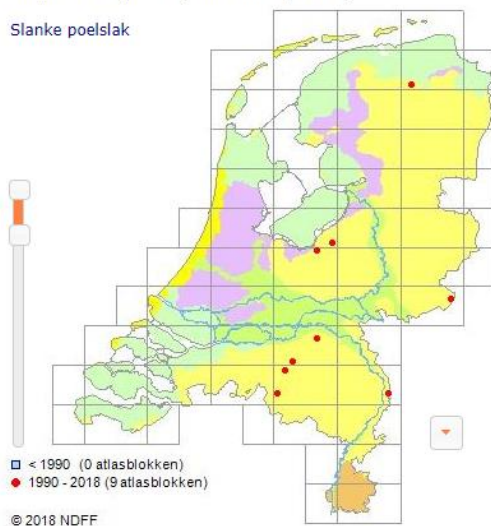 Slanke poelslak
< 1990 (0 atlasblokken)
1990 - 2018 (9 atlasblokken)
© 2018 NDFF